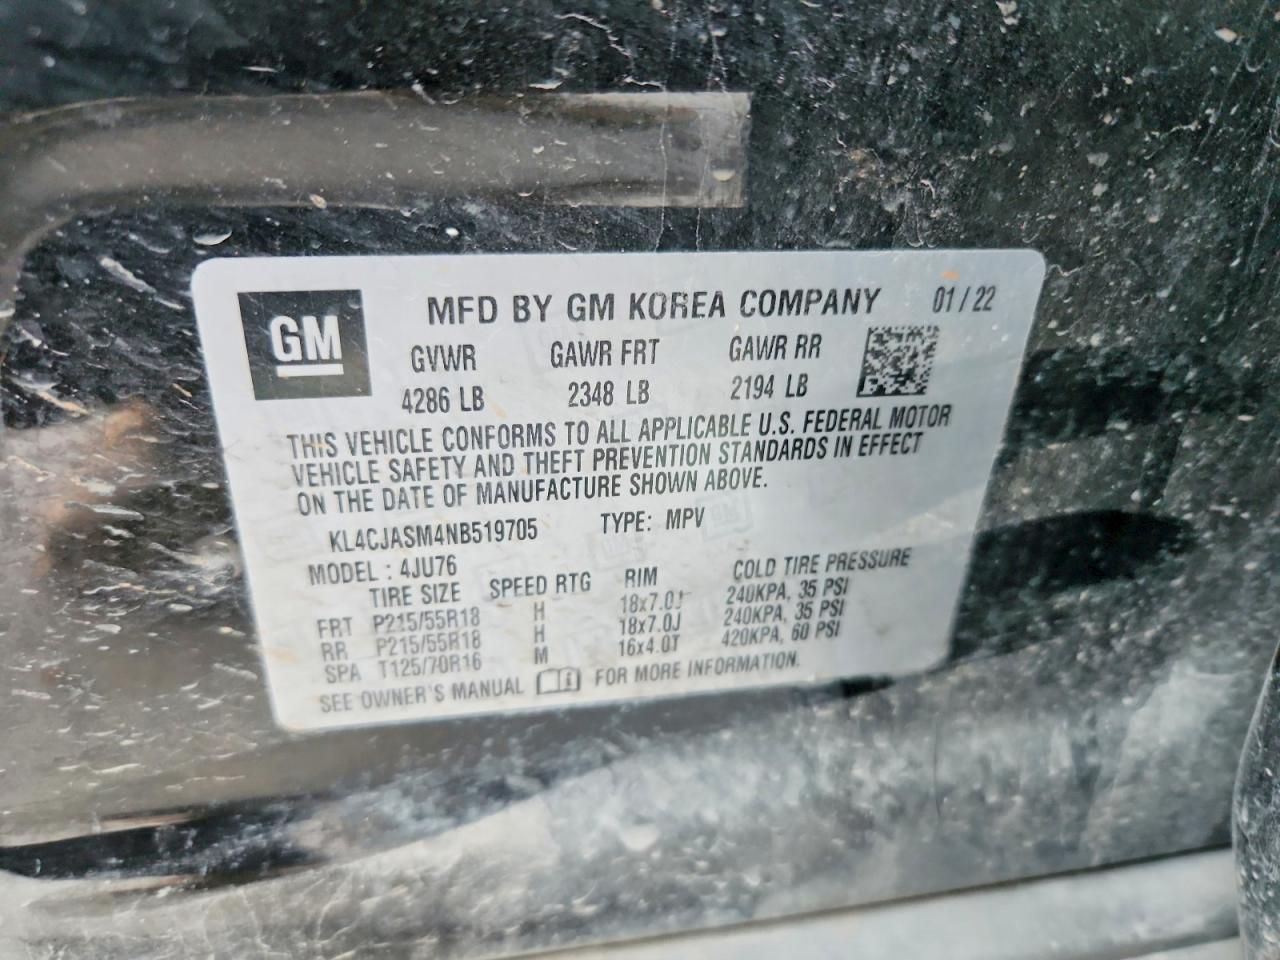 GM
MFD BY GM KOREA COMPANY 01/22
GVWR GAWR FRT GAWR RR
4286 LB 2348 LB 2194 LB
THIS VEHICLE CONFORMS TO ALL APPLICABLE U.S. FEDERAL MOTOR
VEHICLE SAFETY AND THEFT PREVENTION STANDARDS IN EFFECT
ON THE DATE OF MANUFACTURE SHOWN ABOVE.
KL4CJASM4NB519705 TYPE: MPV
MODEL : 4JU76
TIRE SIZE SPEED RTG RIM COLD TIRE PRESSURE
FRT P215/55R18 H 18x7.0J 240KPA, 35 PSI
RR P215/55R18 H 18x7.0J 240KPA, 35 PSI
SPA T125/70R16 M 16x4.0T 420KPA, 60 PSI
SEE OWNER'S MANUAL FOR MORE INFORMATION.